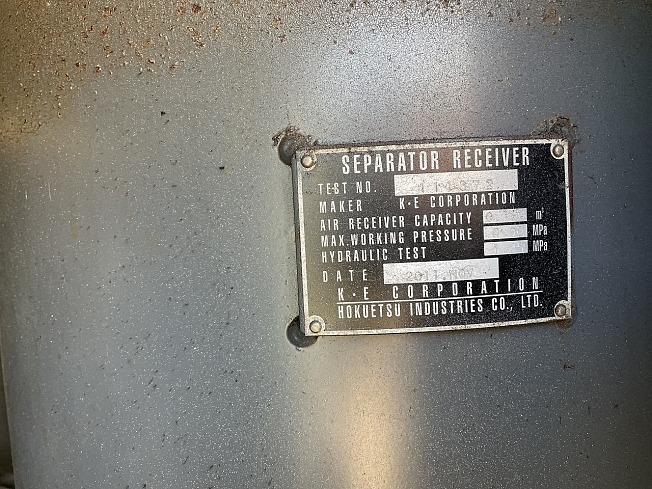 SEPARATOR RECEIVER
TEST NO.
MAKER K·E CORPORATION
AIR RECEIVER CAPACITY m³
MAX.WORKING PRESSURE MPa
HYDRAULIC TEST MPa
DATE 2011.NOV.
K·E CORPORATION
HOKUETSU INDUSTRIES CO., LTD.